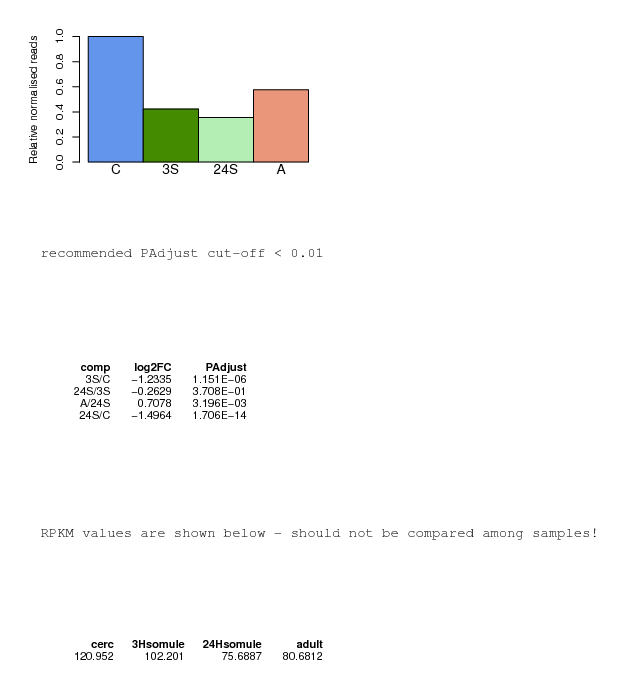 Relative normalised reads
1.0
0.8
0.6
0.4
0.2
0.0
C 3S 24S A
recommended PAdjust cut-off < 0.01
comp log2FC PAdjust
3S/C −1.2335 1.151E−06
24S/3S −0.2629 3.708E−01
A/24S 0.7078 3.196E−03
24S/C −1.4964 1.706E−14
RPKM values are shown below - should not be compared among samples!
cerc 3Hsomule 24Hsomule adult
120.952 102.201 75.6887 80.6812